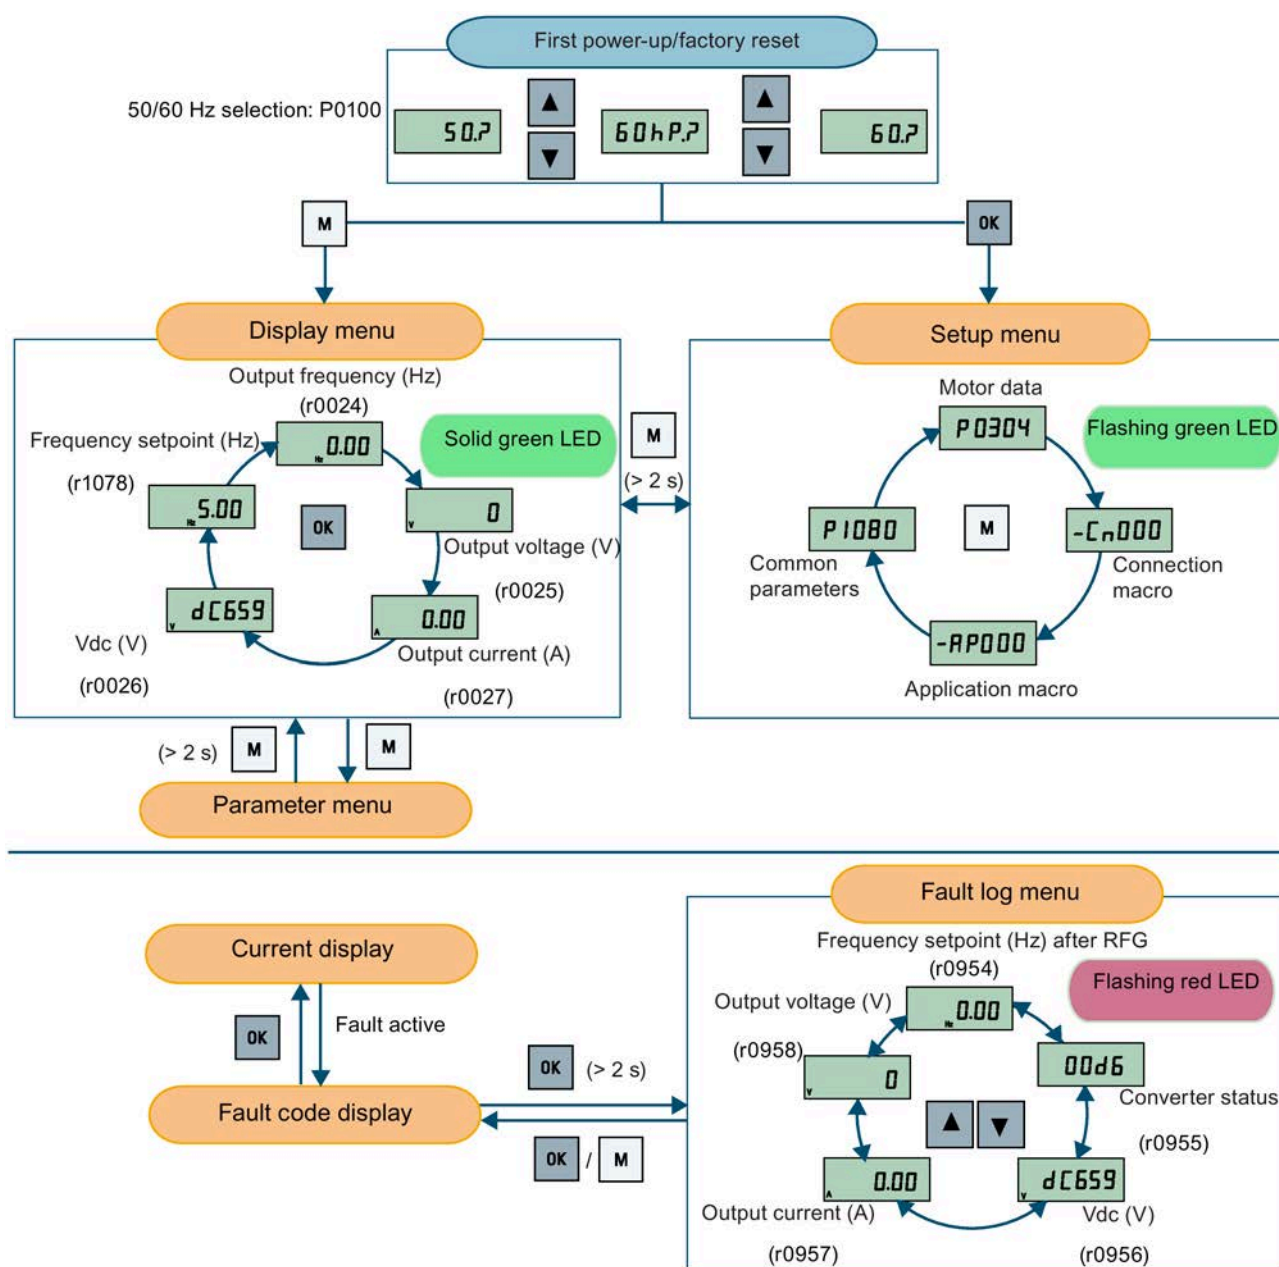 First power-up/factory reset
50/60 Hz selection: P0100
50.?
60hP.?
60.?
M
OK
Display menu
Output frequency (Hz)
(r0024)
Hz 0.00
Solid green LED
Frequency setpoint (Hz)
(r1078)
Hz 5.00
OK
V 0
Output voltage (V)
(r0025)
V dC659
A 0.00
Vdc (V)
(r0026)
Output current (A)
(r0027)
M
(> 2 s)
Setup menu
Motor data
P0304
Flashing green LED
P1080
M
-Cn000
Common
parameters
Connection
macro
-AP000
Application macro
(> 2 s)
M
M
Parameter menu
Current display
OK
Fault active
Fault code display
OK (> 2 s)
OK / M
Fault log menu
Frequency setpoint (Hz) after RFG
(r0954)
Hz 0.00
Flashing red LED
Output voltage (V)
(r0958)
V 0
00d6
Converter status
(r0955)
A 0.00
V dC659
Output current (A)
(r0957)
Vdc (V)
(r0956)